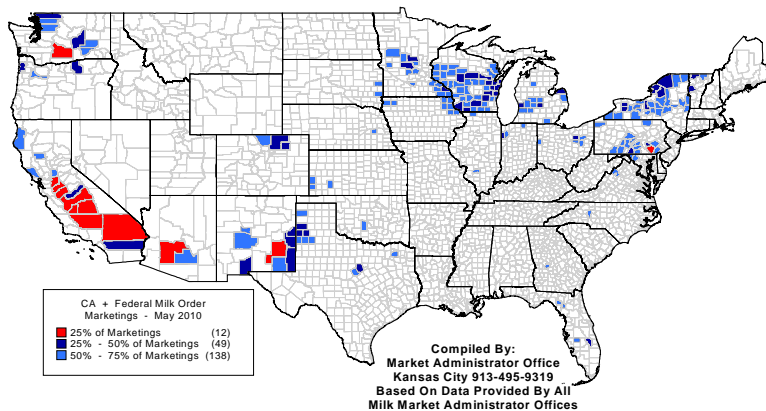 CA + Federal Milk Order
Marketings - May 2010
25% of Marketings (12)
25% - 50% of Marketings (49)
50% - 75% of Marketings (138)
Compiled By:
Market Administrator Office
Kansas City 913-495-9319
Based On Data Provided By All
Milk Market Administrator Offices